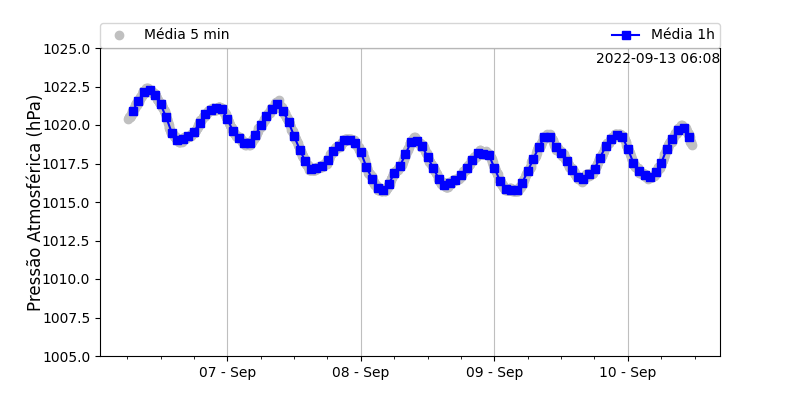 Média 5 min
Média 1h
2022-09-13 06:08
Pressão Atmosférica (hPa)
1025.0
1022.5
1020.0
1017.5
1015.0
1012.5
1010.0
1007.5
1005.0
07 - Sep
08 - Sep
09 - Sep
10 - Sep